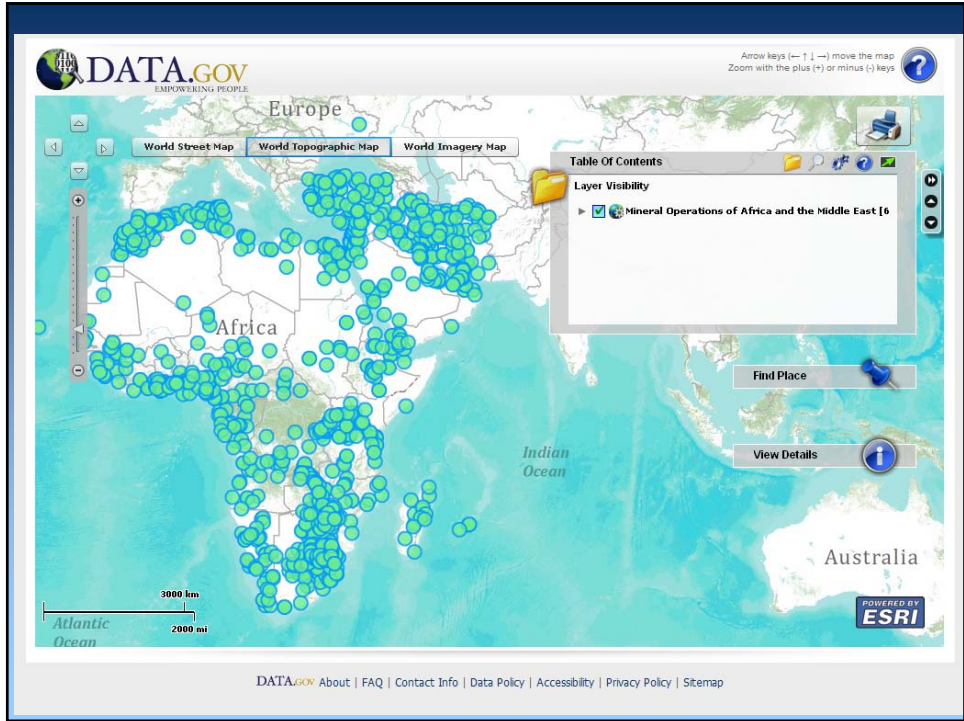 DATA.GOV
EMPOWERING PEOPLE
Arrow keys (← ↑ ↓ →) move the map
Zoom with the plus (+) or minus (-) keys
Europe
World Street Map
World Topographic Map
World Imagery Map
Table Of Contents
Layer Visibility
Mineral Operations of Africa and the Middle East [6
Africa
Find Place
Indian
Ocean
View Details
Australia
3000 km
2000 mi
Atlantic
Ocean
POWERED BY
ESRI
DATA.GOV About | FAQ | Contact Info | Data Policy | Accessibility | Privacy Policy | Sitemap